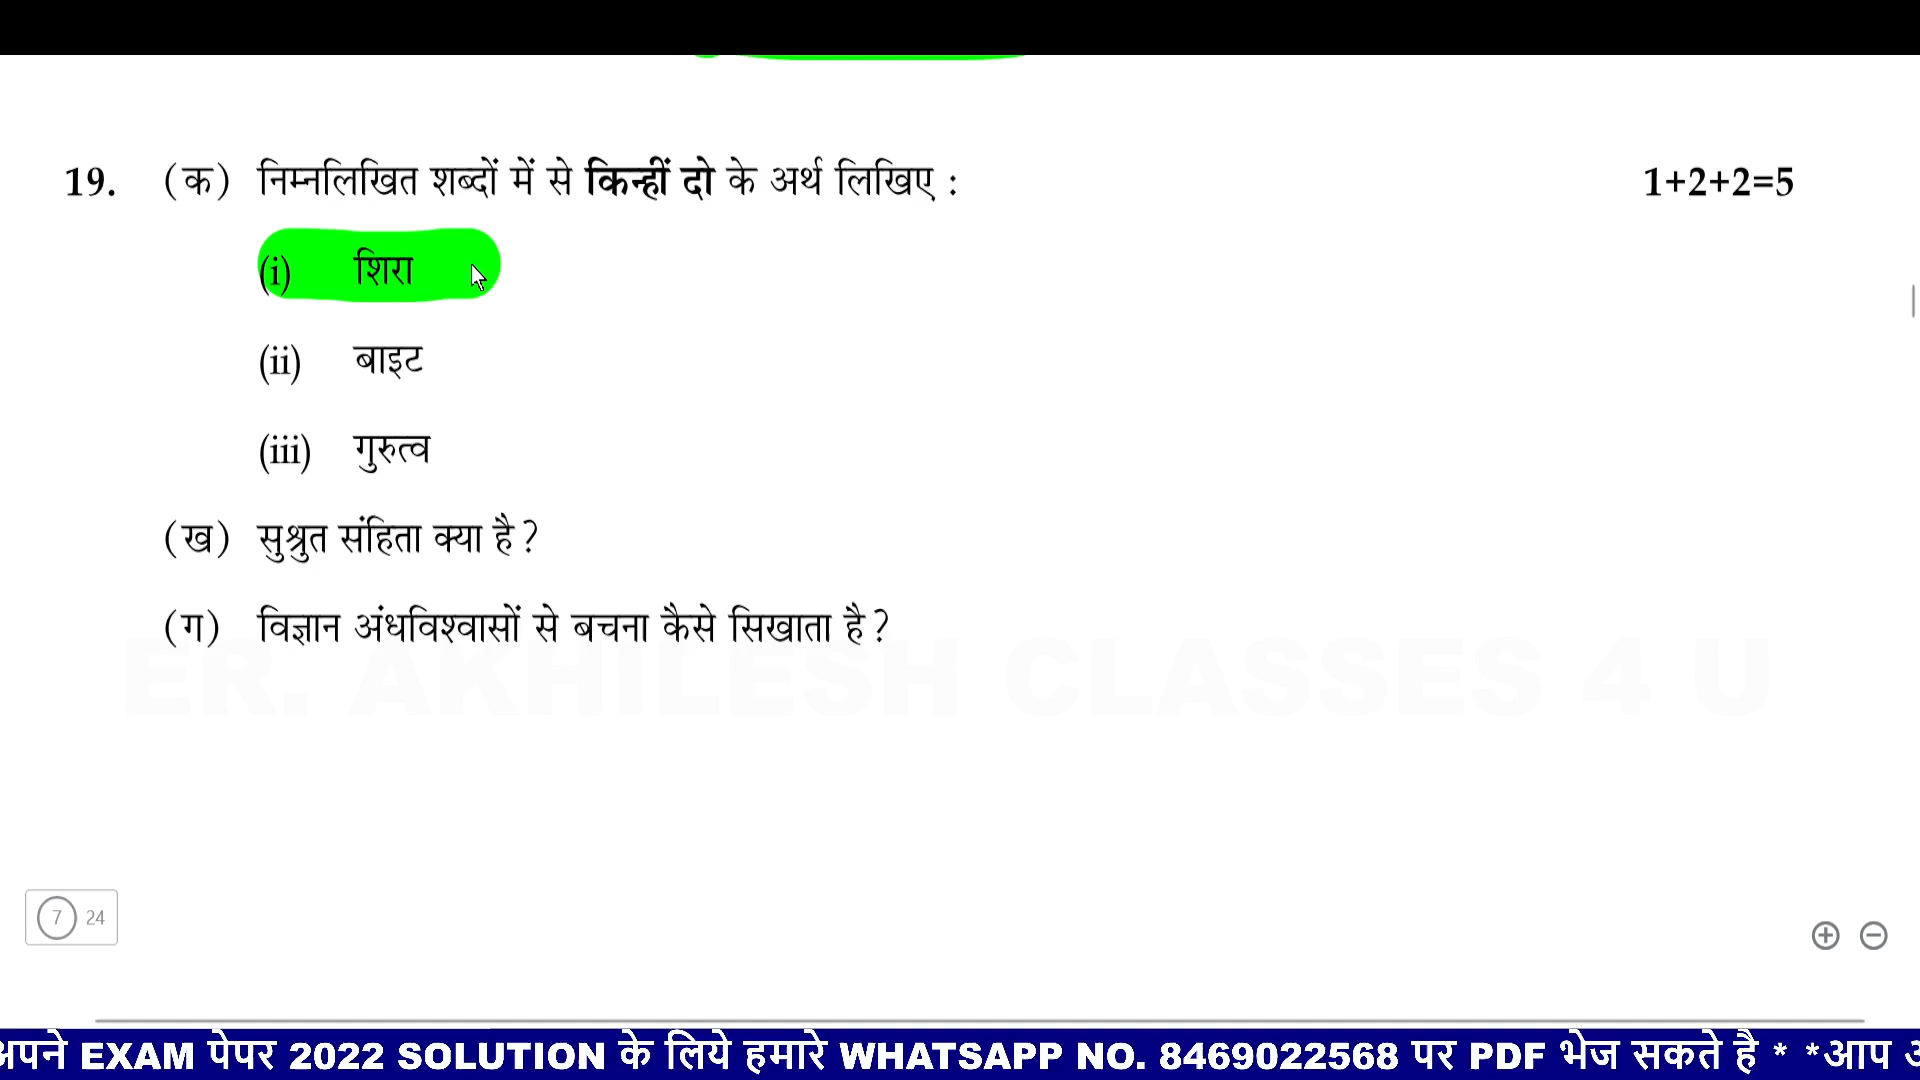 19. (क) निम्नलिखित शब्दों में से किन्हीं दो के अर्थ लिखिए : 1+2+2=5
(i) शिरा
(ii) बाइट
(iii) गुरुत्व
(ख) सुश्रुत संहिता क्या है ?
(ग) विज्ञान अंधविश्वासों से बचना कैसे सिखाता है ?
ER. AKHILESH CLASSES 4 U
7 24
अपने EXAM पेपर 2022 SOLUTION के लिये हमारे WHATSAPP NO. 8469022568 पर PDF भेज सकते है * *आप